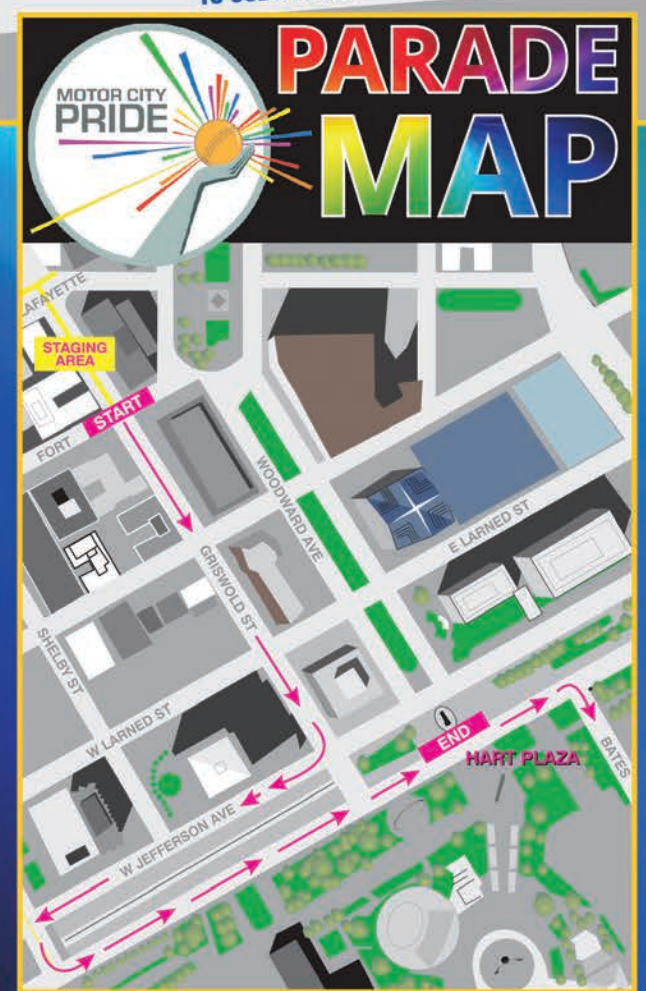 MOTOR CITY
PRIDE
PARADE
MAP
LAFAYETTE
STAGING
AREA
START
FORT
WOODWARD AVE
E LARNED ST
GRISWOLD ST
SHELBY ST
W LARNED ST
END
HART PLAZA
BATES
W JEFFERSON AVE